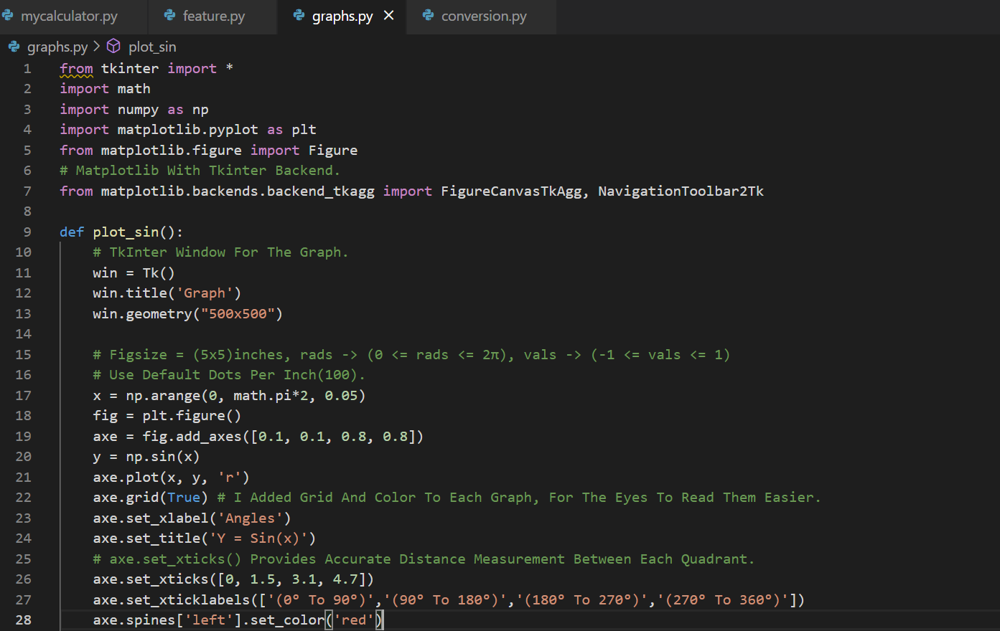 mycalculator.py feature.py graphs.py conversion.py
graphs.py > plot_sin
1 from tkinter import *
2 import math
3 import numpy as np
4 import matplotlib.pyplot as plt
5 from matplotlib.figure import Figure
6 # Matplotlib With Tkinter Backend.
7 from matplotlib.backends.backend_tkagg import FigureCanvasTkAgg, NavigationToolbar2Tk
8
9 def plot_sin():
10     # TkInter Window For The Graph.
11     win = Tk()
12     win.title('Graph')
13     win.geometry("500x500")
14
15     # Figsize = (5x5)inches, rads -> (0 <= rads <= 2π), vals -> (-1 <= vals <= 1)
16     # Use Default Dots Per Inch(100).
17     x = np.arange(0, math.pi*2, 0.05)
18     fig = plt.figure()
19     axe = fig.add_axes([0.1, 0.1, 0.8, 0.8])
20     y = np.sin(x)
21     axe.plot(x, y, 'r')
22     axe.grid(True) # I Added Grid And Color To Each Graph, For The Eyes To Read Them Easier.
23     axe.set_xlabel('Angles')
24     axe.set_title('Y = Sin(x)')
25     # axe.set_xticks() Provides Accurate Distance Measurement Between Each Quadrant.
26     axe.set_xticks([0, 1.5, 3.1, 4.7])
27     axe.set_xticklabels(['(0° To 90°)','(90° To 180°)','(180° To 270°)','(270° To 360°)'])
28     axe.spines['left'].set_color('red')